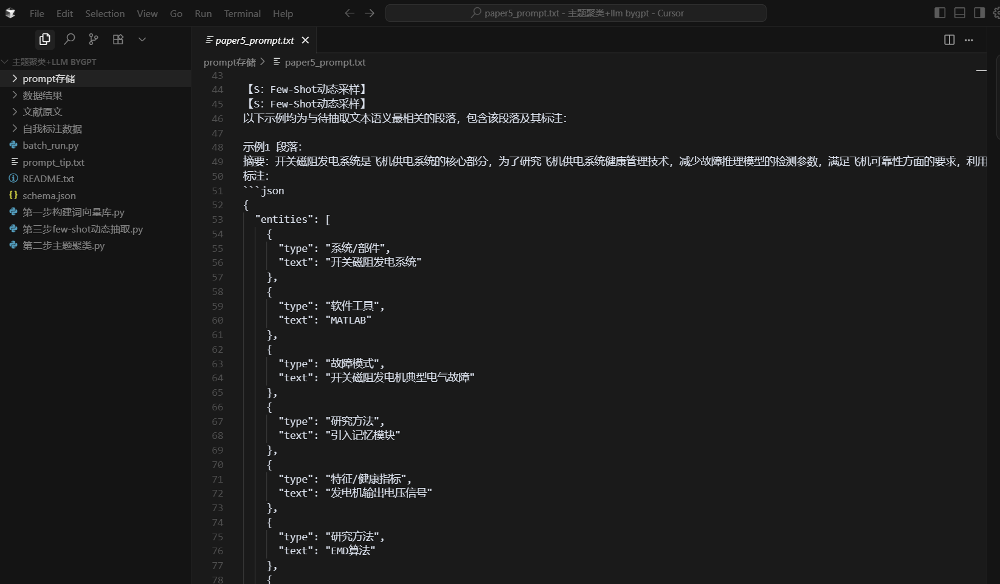 File Edit Selection View Go Run Terminal Help
paper5_prompt.txt - 主题聚类+llm bygpt - Cursor
主题聚类+LLM BYGPT
prompt存储
数据结果
文献原文
自我标注数据
batch_run.py
prompt_tip.txt
README.txt
schema.json
第一步构建词向量库.py
第三步few-shot动态抽取.py
第二步主题聚类.py
paper5_prompt.txt
prompt存储 > paper5_prompt.txt
43
44 【S: Few-Shot动态采样】
45 【S: Few-Shot动态采样】
46 以下示例均为与待抽取文本语义最相关的段落，包含该段落及其标注：
47
48 示例1 段落：
49 摘要：开关磁阻发电系统是飞机供电系统的核心部分，为了研究飞机供电系统健康管理技术，减少故障推理模型的检测参数，满足飞机可靠性方面的要求，利用
50 标注：
51 ```json
52 {
53 "entities": [
54 {
55 "type": "系统/部件",
56 "text": "开关磁阻发电系统"
57 },
58 {
59 "type": "软件工具",
60 "text": "MATLAB"
61 },
62 {
63 "type": "故障模式",
64 "text": "开关磁阻发电机典型电气故障"
65 },
66 {
67 "type": "研究方法",
68 "text": "引入记忆模块"
69 },
70 {
71 "type": "特征/健康指标",
72 "text": "发电机输出电压信号"
73 },
74 {
75 "type": "研究方法",
76 "text": "EMD算法"
77 },
78 {